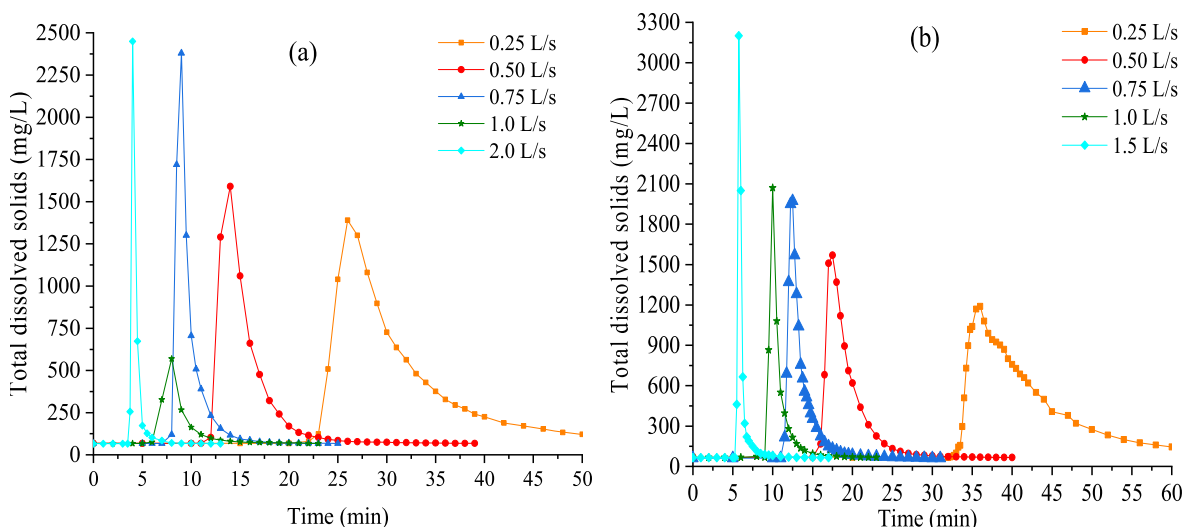 (a)
Total dissolved solids (mg/L)
2500
2250
2000
1750
1500
1250
1000
750
500
250
0
0 5 10 15 20 25 30 35 40 45 50
Time (min)
0.25 L/s
0.50 L/s
0.75 L/s
1.0 L/s
2.0 L/s
(b)
Total dissolved solids (mg/L)
3300
3000
2700
2400
2100
1800
1500
1200
900
600
300
0
0 5 10 15 20 25 30 35 40 45 50 55 60
Time (min)
0.25 L/s
0.50 L/s
0.75 L/s
1.0 L/s
1.5 L/s